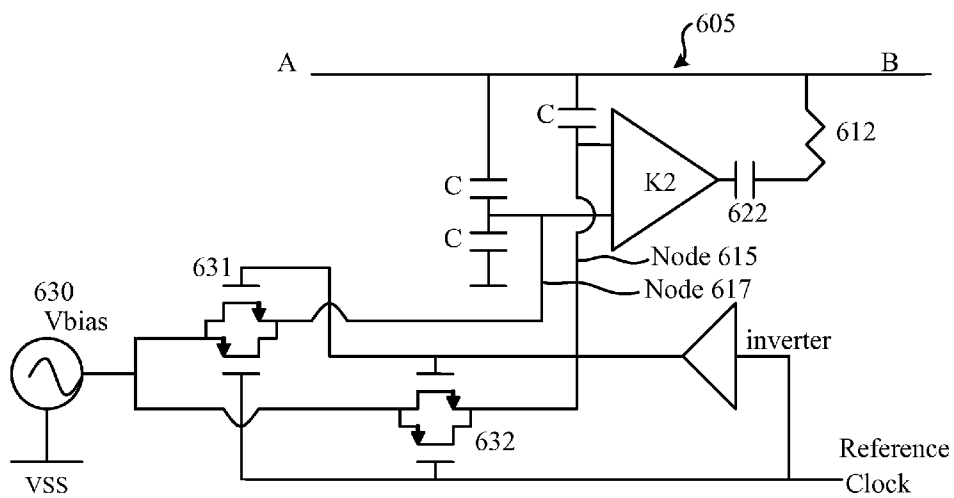 605
A
B
C
612
K2
C
622
C
Node 615
631
Node 617
630
Vbias
inverter
632
Reference
Clock
VSS